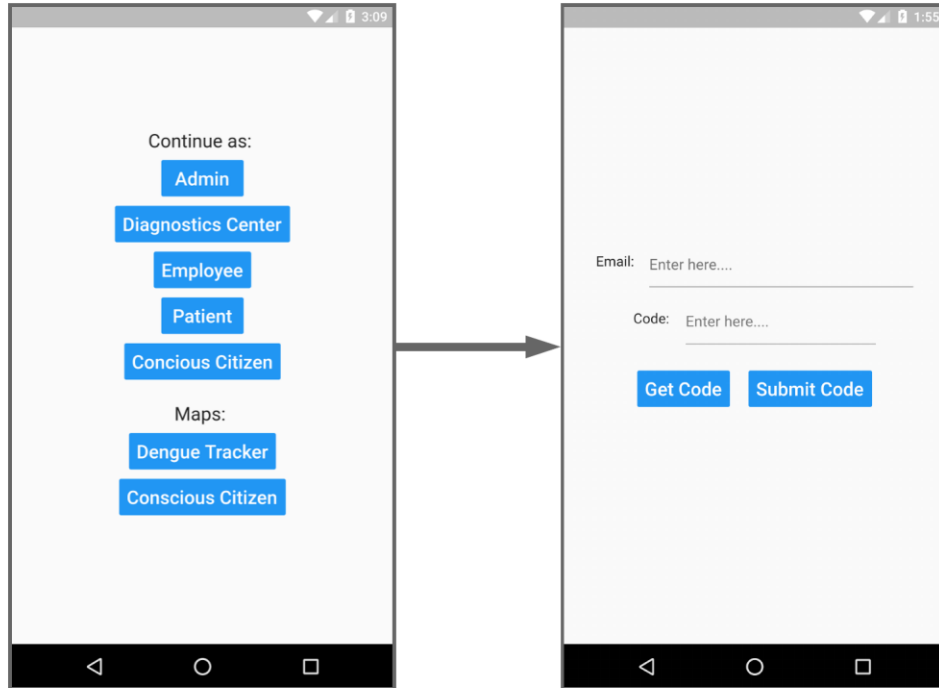 3:09
Continue as:
Admin
Diagnostics Center
Employee
Patient
Concious Citizen
Maps:
Dengue Tracker
Conscious Citizen
1:55
Email: Enter here....
Code: Enter here....
Get Code Submit Code